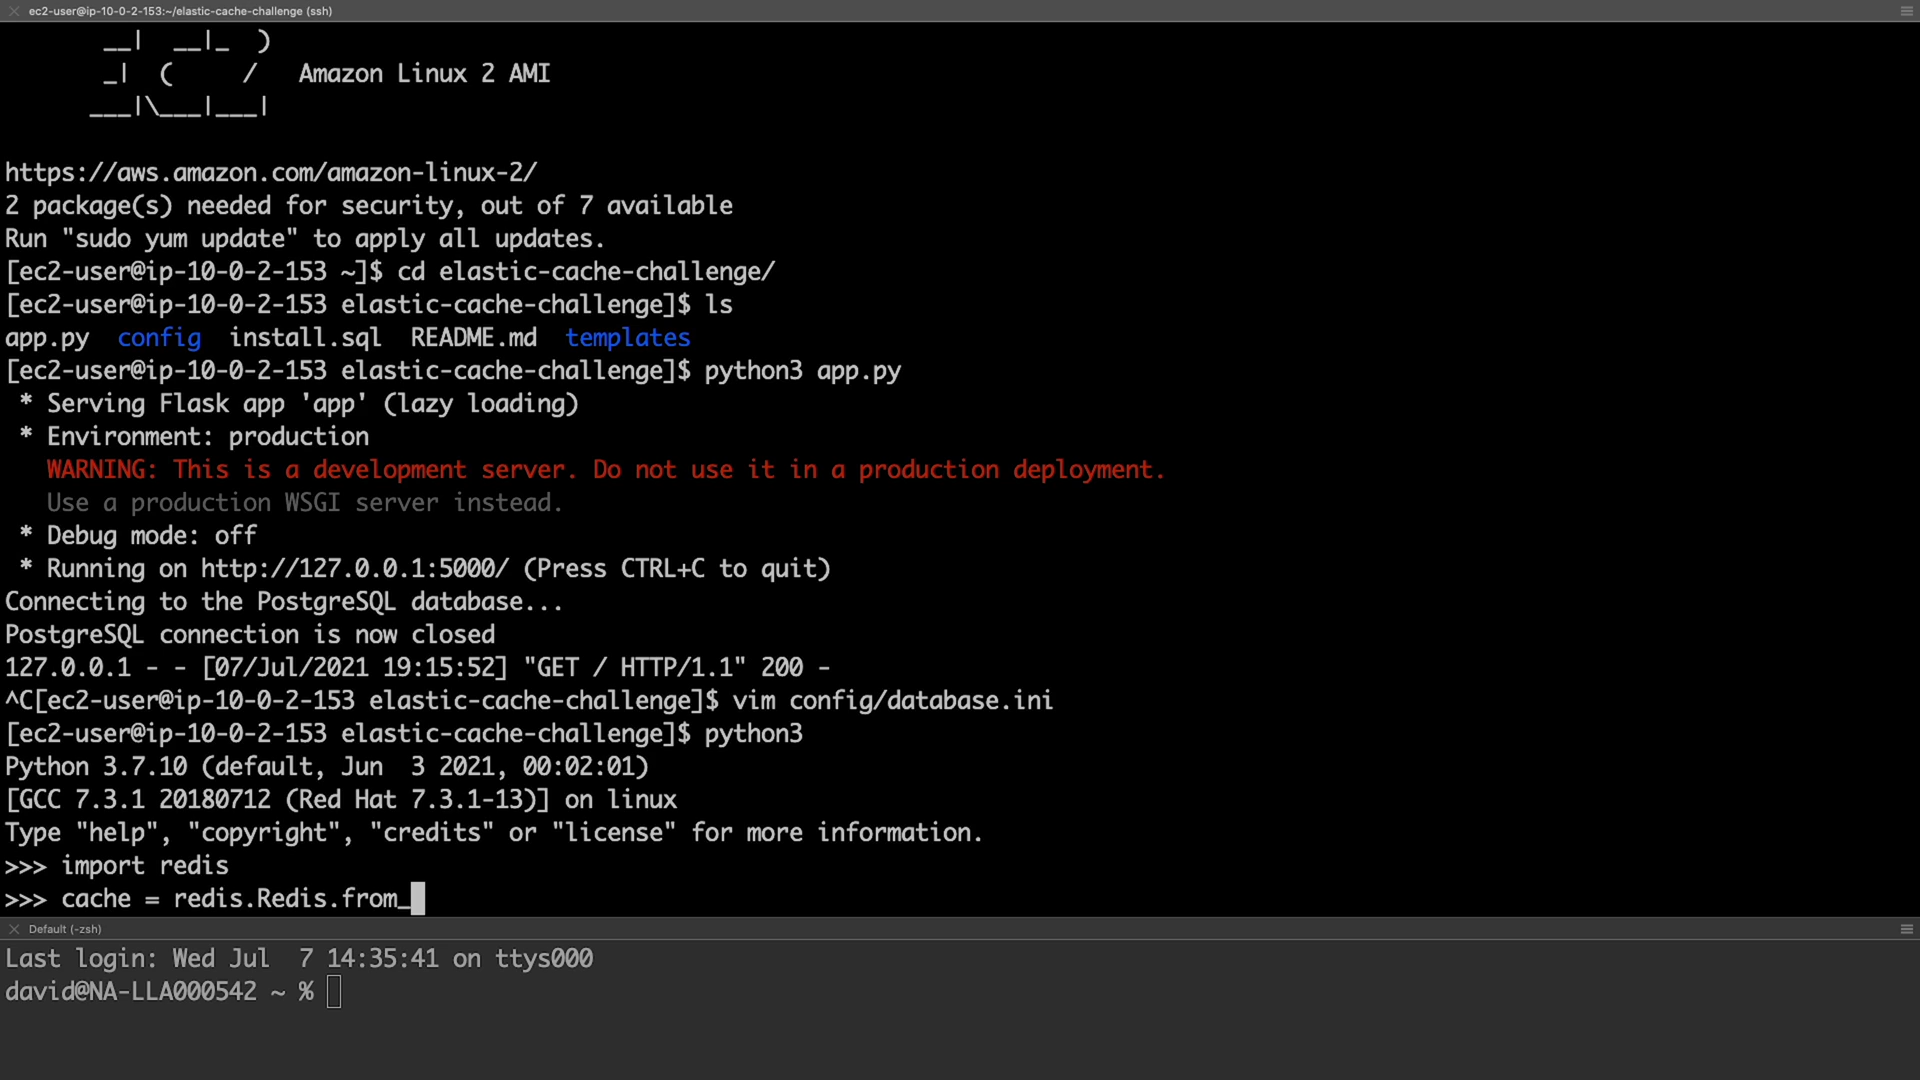 ec2-user@ip-10-0-2-153:~/elastic-cache-challenge (ssh)
       __|  __|_  )
       _|  (     /   Amazon Linux 2 AMI
      ___|\___|___|
https://aws.amazon.com/amazon-linux-2/
2 package(s) needed for security, out of 7 available
Run "sudo yum update" to apply all updates.
[ec2-user@ip-10-0-2-153 ~]$ cd elastic-cache-challenge/
[ec2-user@ip-10-0-2-153 elastic-cache-challenge]$ ls
app.py  config  install.sql  README.md  templates
[ec2-user@ip-10-0-2-153 elastic-cache-challenge]$ python3 app.py
 * Serving Flask app 'app' (lazy loading)
 * Environment: production
   WARNING: This is a development server. Do not use it in a production deployment.
   Use a production WSGI server instead.
 * Debug mode: off
 * Running on http://127.0.0.1:5000/ (Press CTRL+C to quit)
Connecting to the PostgreSQL database...
PostgreSQL connection is now closed
127.0.0.1 - - [07/Jul/2021 19:15:52] "GET / HTTP/1.1" 200 -
^C[ec2-user@ip-10-0-2-153 elastic-cache-challenge]$ vim config/database.ini
[ec2-user@ip-10-0-2-153 elastic-cache-challenge]$ python3
Python 3.7.10 (default, Jun  3 2021, 00:02:01)
[GCC 7.3.1 20180712 (Red Hat 7.3.1-13)] on linux
Type "help", "copyright", "credits" or "license" for more information.
>>> import redis
>>> cache = redis.Redis.from_
Default (-zsh)
Last login: Wed Jul  7 14:35:41 on ttys000
david@NA-LLA000542 ~ %